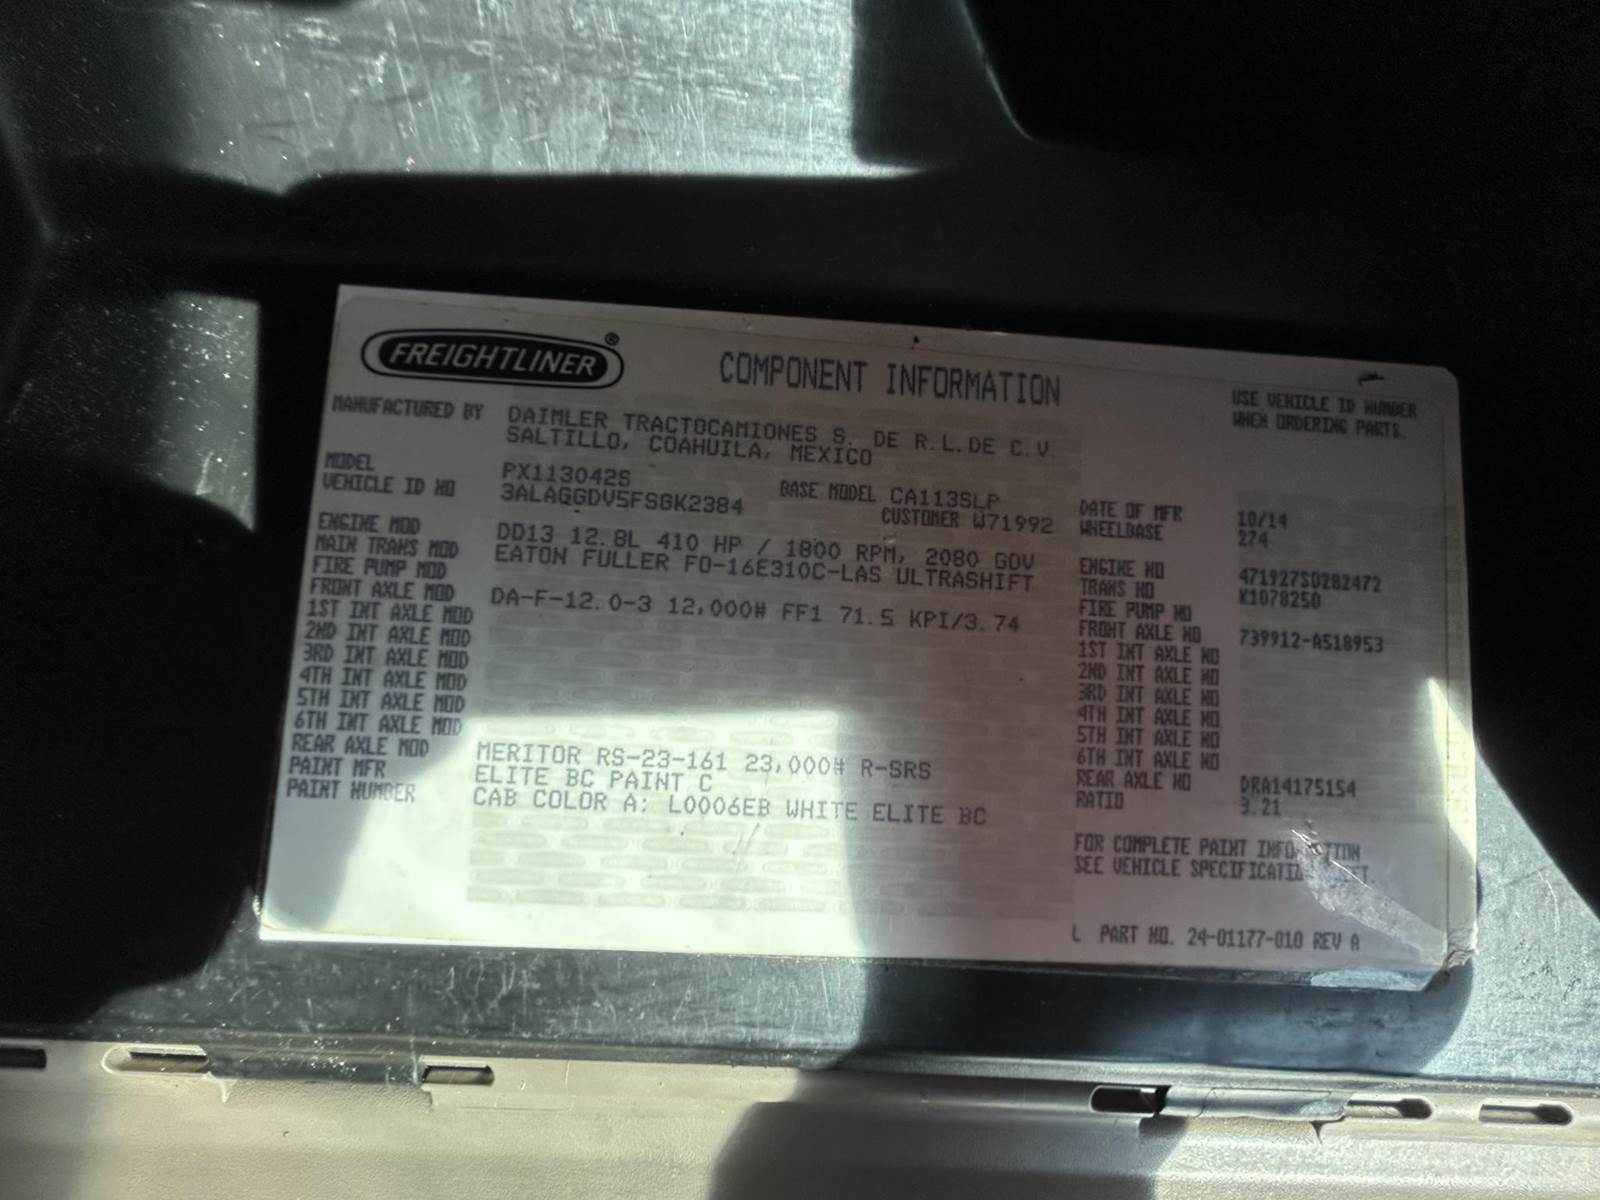 FREIGHTLINER®
COMPONENT INFORMATION
USE VEHICLE ID NUMBER
WHEN ORDERING PARTS.
MANUFACTURED BY DAIMLER TRACTOCAMIONES S. DE R.L.DE C.V.
SALTILLO, COAHUILA, MEXICO
MODEL PX113042S BASE MODEL CA113SLP DATE OF MFR 10/14
VEHICLE ID NO 3ALAGGDV5FSGK2384 CUSTOMER W71992 WHEELBASE 274
ENGINE MOD DD13 12.8L 410 HP / 1800 RPM, 2080 GOV ENGINE NO 471927S0282472
MAIN TRANS MOD EATON FULLER FO-16E310C-LAS ULTRASHIFT TRANS NO K1078250
FIRE PUMP MOD FIRE PUMP NO
FRONT AXLE MOD DA-F-12.0-3 12,000# FF1 71.5 KPI/3.74 FRONT AXLE NO 739912-A518953
1ST INT AXLE MOD 1ST INT AXLE NO
2ND INT AXLE MOD 2ND INT AXLE NO
3RD INT AXLE MOD 3RD INT AXLE NO
4TH INT AXLE MOD 4TH INT AXLE NO
5TH INT AXLE MOD 5TH INT AXLE NO
6TH INT AXLE MOD 6TH INT AXLE NO
REAR AXLE MOD MERITOR RS-23-161 23,000# R-SRS REAR AXLE NO DRA14175154
PAINT MFR ELITE BC PAINT C RATIO 3.21
PAINT NUMBER CAB COLOR A: L0006EB WHITE ELITE BC
FOR COMPLETE PAINT
SEE VEHICLE
L PART NO. 24-01177-010 REV A